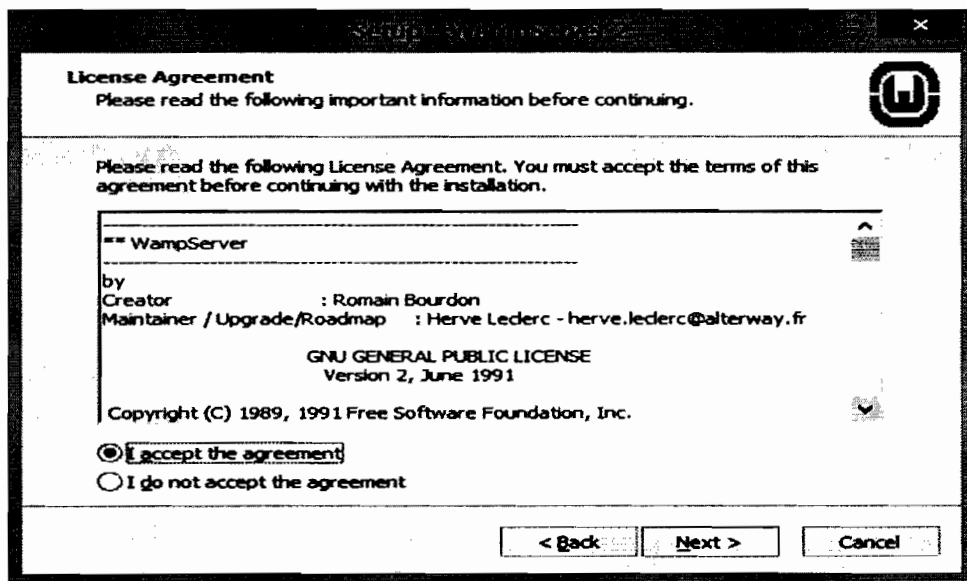 License Agreement
Please read the following important information before continuing.
Please read the following License Agreement. You must accept the terms of this
agreement before continuing with the installation.
** WampServer
by
Creator : Romain Bourdon
Maintainer / Upgrade/Roadmap : Herve Leclerc - herve.leclerc@alterway.fr
GNU GENERAL PUBLIC LICENSE
Version 2, June 1991
Copyright (C) 1989, 1991 Free Software Foundation, Inc.
I accept the agreement
I do not accept the agreement
< Back
Next >
Cancel